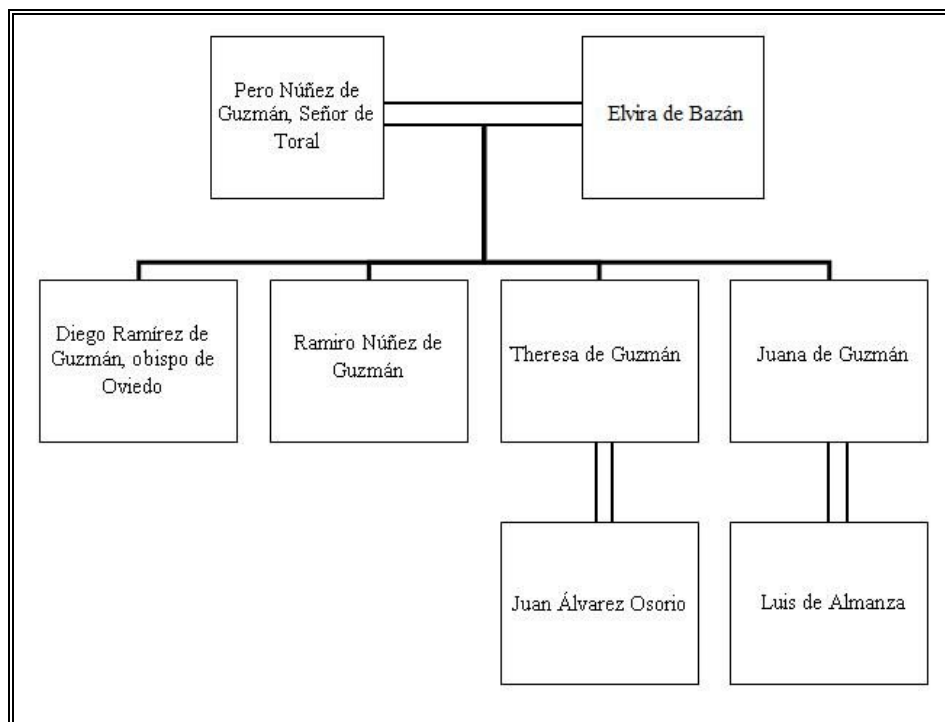 Pero Núñez de
Guzmán, Señor de
Toral
Elvira de Bazán
Diego Ramírez de
Guzmán, obispo de
Oviedo
Ramiro Núñez de
Guzmán
Theresa de Guzmán
Juana de Guzmán
Juan Álvarez Osorio
Luis de Almanza